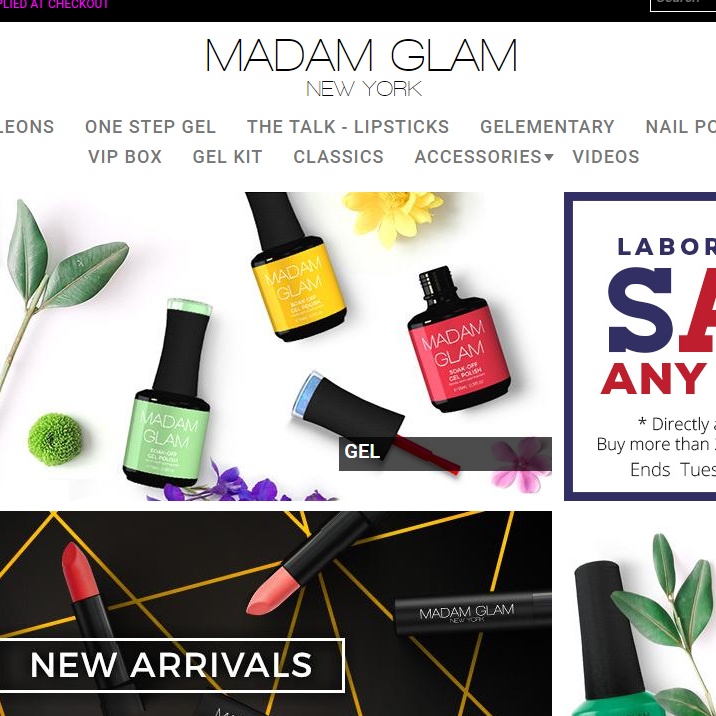 PLIED AT CHECKOUT
Search
MADAM GLAM
NEW YORK
LEONS ONE STEP GEL THE TALK - LIPSTICKS GELEMENTARY NAIL PO
VIP BOX GEL KIT CLASSICS ACCESSORIES VIDEOS
MADAM
GLAM
SOAK-OFF
GEL POLISH
MADAM
GLAM
SOAK-OFF
GEL POLISH
MADAM
GLAM
SOAK-OFF
GEL POLISH
GEL
LABOR
SA
ANY
* Directly a
Buy more than
Ends Tues
MADAM GLAM
NEW YORK
NEW ARRIVALS